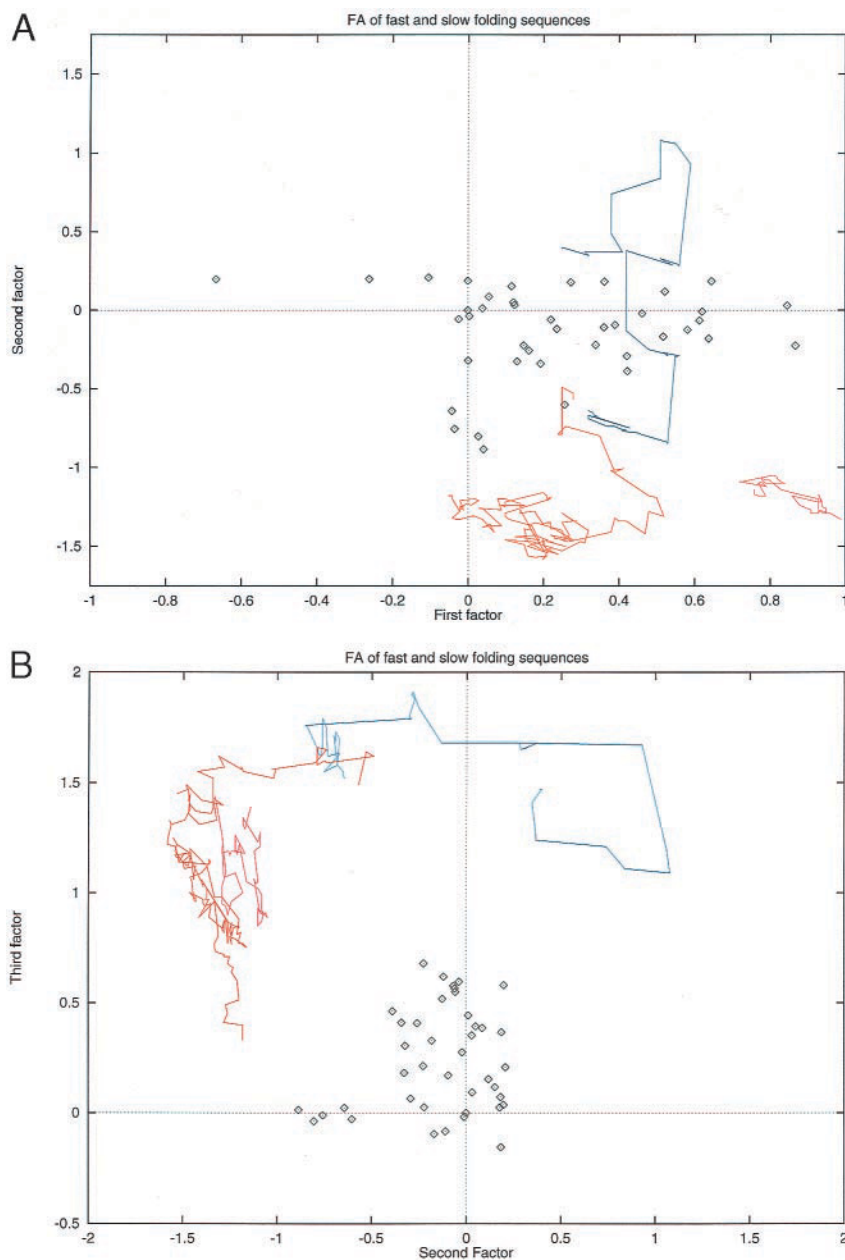 A
FA of fast and slow folding sequences
1.5
1
0.5
0
-0.5
-1
-1.5
Second factor
-1 -0.8 -0.6 -0.4 -0.2 0 0.2 0.4 0.6 0.8 1
First factor
B
FA of fast and slow folding sequences
2
1.5
1
0.5
0
-0.5
Third factor
-2 -1.5 -1 -0.5 0 0.5 1 1.5 2
Second Factor